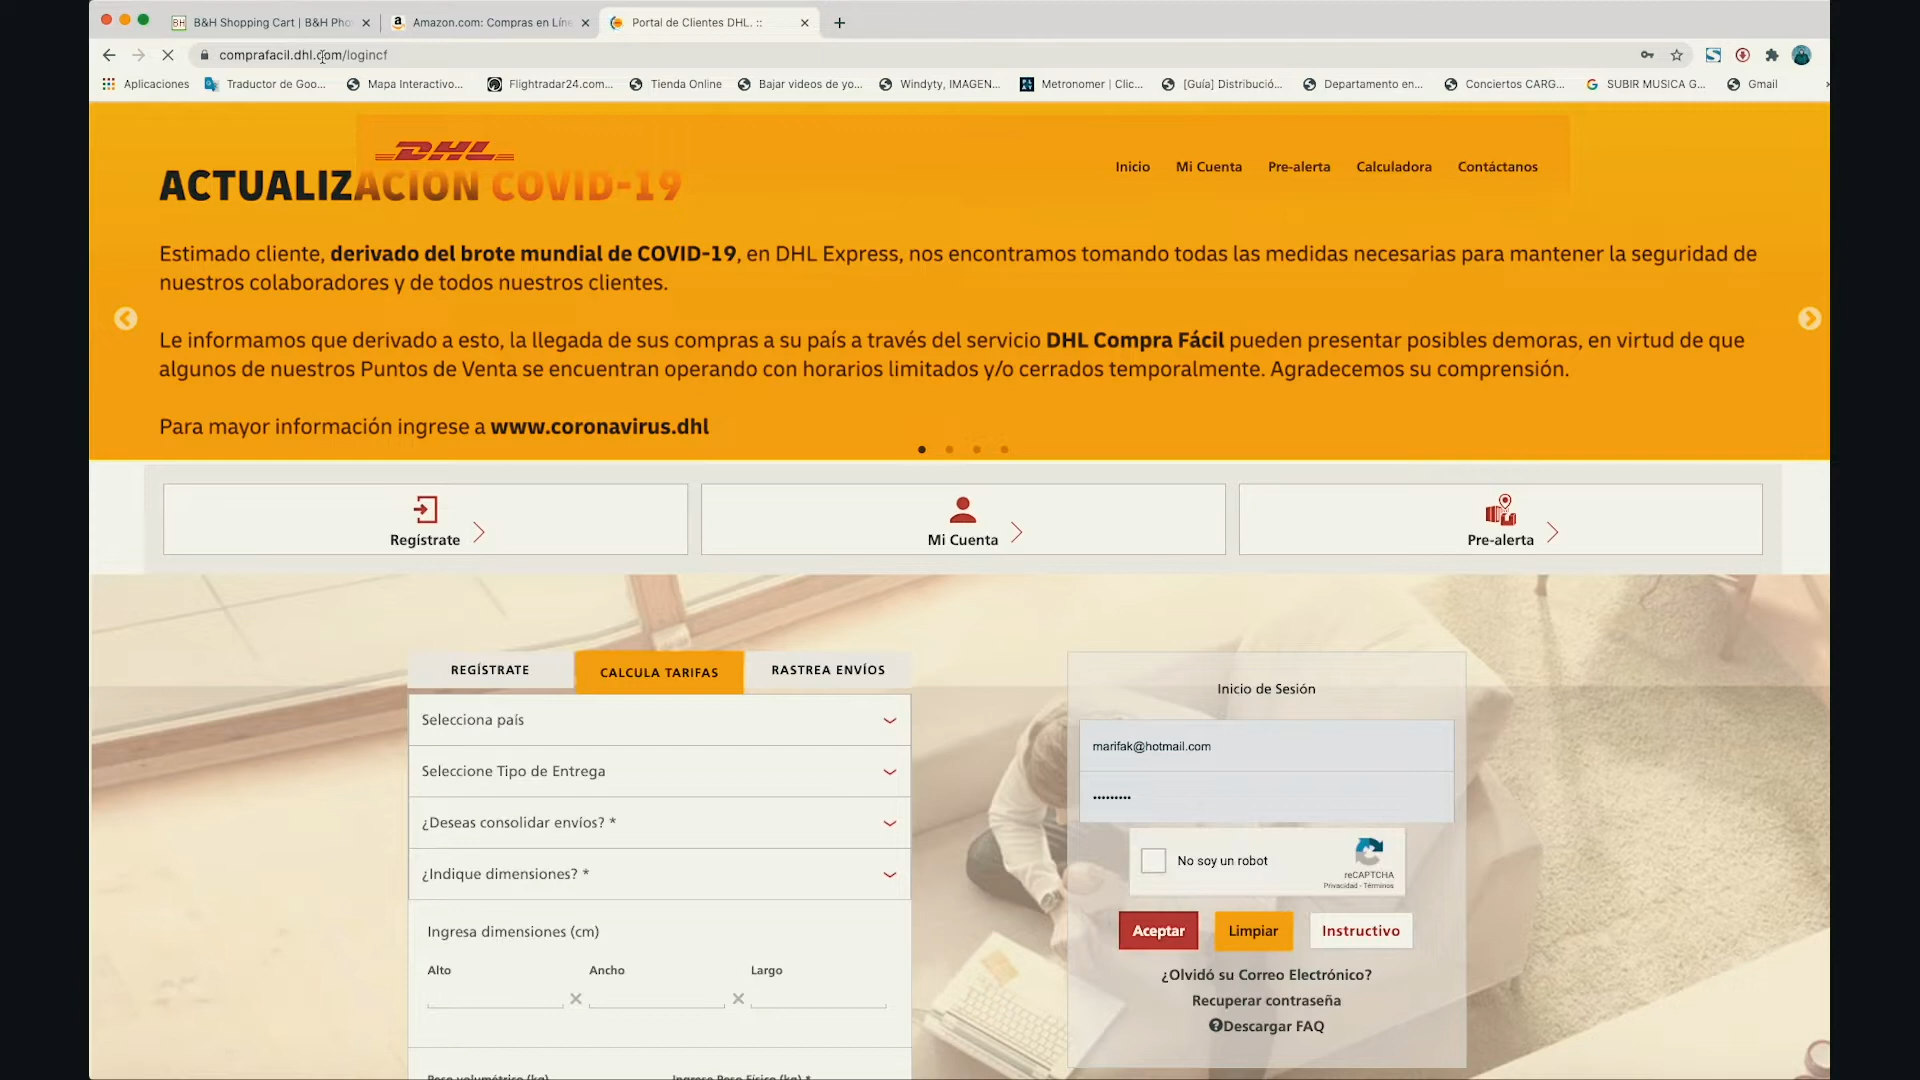 B&H Shopping Cart | B&H Pho
Amazon.com: Compras en Líne
Portal de Clientes DHL. ::
comprafacil.dhl.com/logincf
Aplicaciones
Traductor de Goo...
Mapa Interactivo...
Flightradar24.com...
Tienda Online
Bajar videos de yo...
Windyty, IMAGEN...
Metronomer | Clic...
[Guía] Distribució...
Departamento en...
Conciertos CARG...
SUBIR MUSICA G...
Gmail
DHL
Inicio
Mi Cuenta
Pre-alerta
Calculadora
Contáctanos
ACTUALIZACIÓN COVID-19
Estimado cliente, derivado del brote mundial de COVID-19, en DHL Express, nos encontramos tomando todas las medidas necesarias para mantener la seguridad de
nuestros colaboradores y de todos nuestros clientes.
Le informamos que derivado a esto, la llegada de sus compras a su país a través del servicio DHL Compra Fácil pueden presentar posibles demoras, en virtud de que
algunos de nuestros Puntos de Venta se encuentran operando con horarios limitados y/o cerrados temporalmente. Agradecemos su comprensión.
Para mayor información ingrese a www.coronavirus.dhl
Regístrate
Mi Cuenta
Pre-alerta
REGÍSTRATE
CALCULA TARIFAS
RASTREA ENVÍOS
Selecciona país
Seleccione Tipo de Entrega
¿Deseas consolidar envíos? *
¿Indique dimensiones? *
Ingresa dimensiones (cm)
Alto
Ancho
Largo
Peso volumétrico (kg)
Ingrese Peso Físico (kg) *
Inicio de Sesión
marifak@hotmail.com
•••••••••
No soy un robot
reCAPTCHA
Privacidad - Términos
Aceptar
Limpiar
Instructivo
¿Olvidó su Correo Electrónico?
Recuperar contraseña
Descargar FAQ